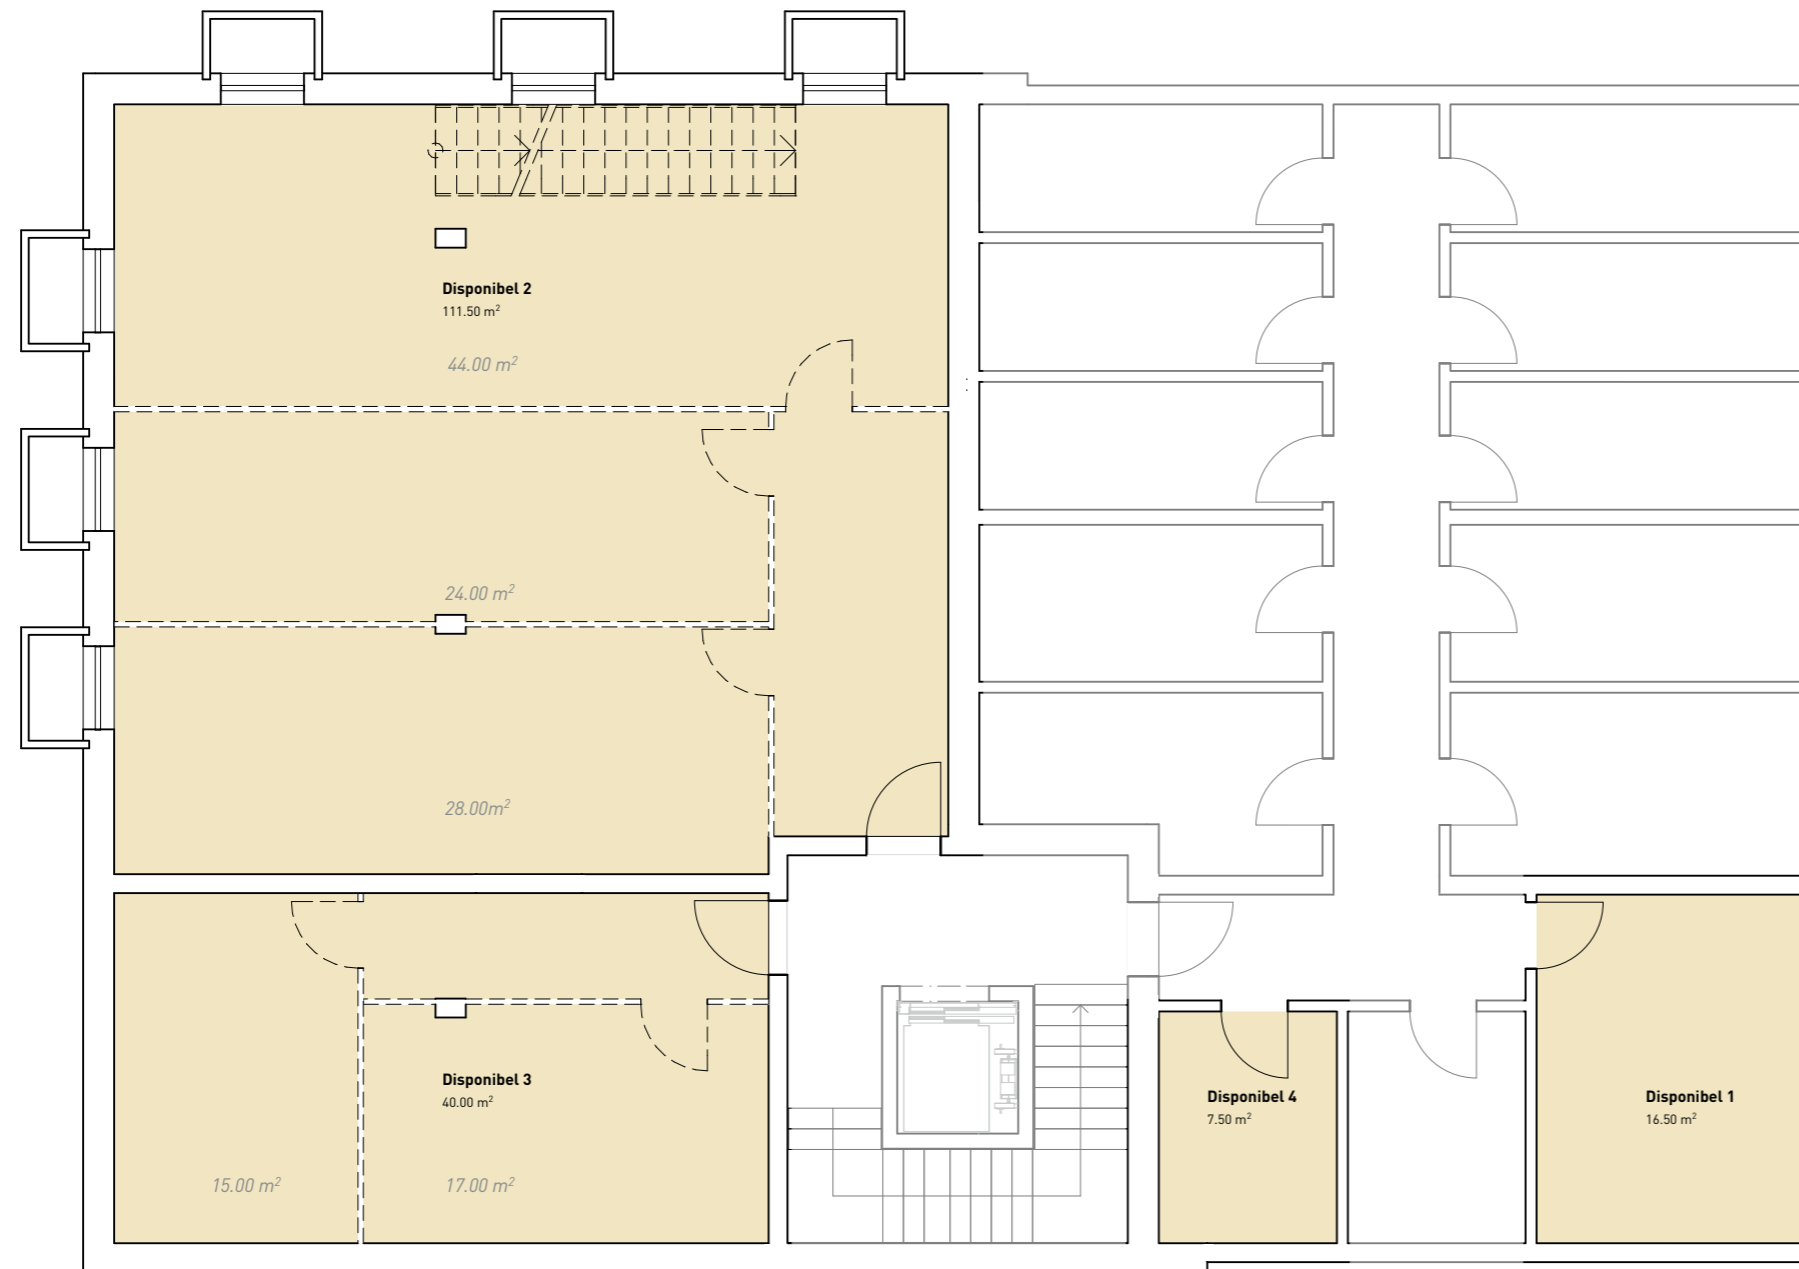 Disponibel 2
111.50 m²
44.00 m²
24.00 m²
28.00m²
Disponibel 3
40.00 m²
15.00 m²
17.00 m²
Disponibel 4
7.50 m²
Disponibel 1
16.50 m²